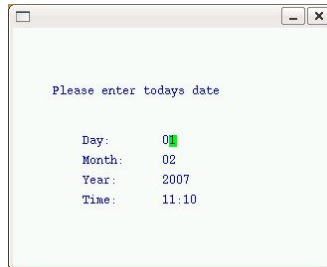 Please enter todays date
Day: 01
Month: 02
Year: 2007
Time: 11:10